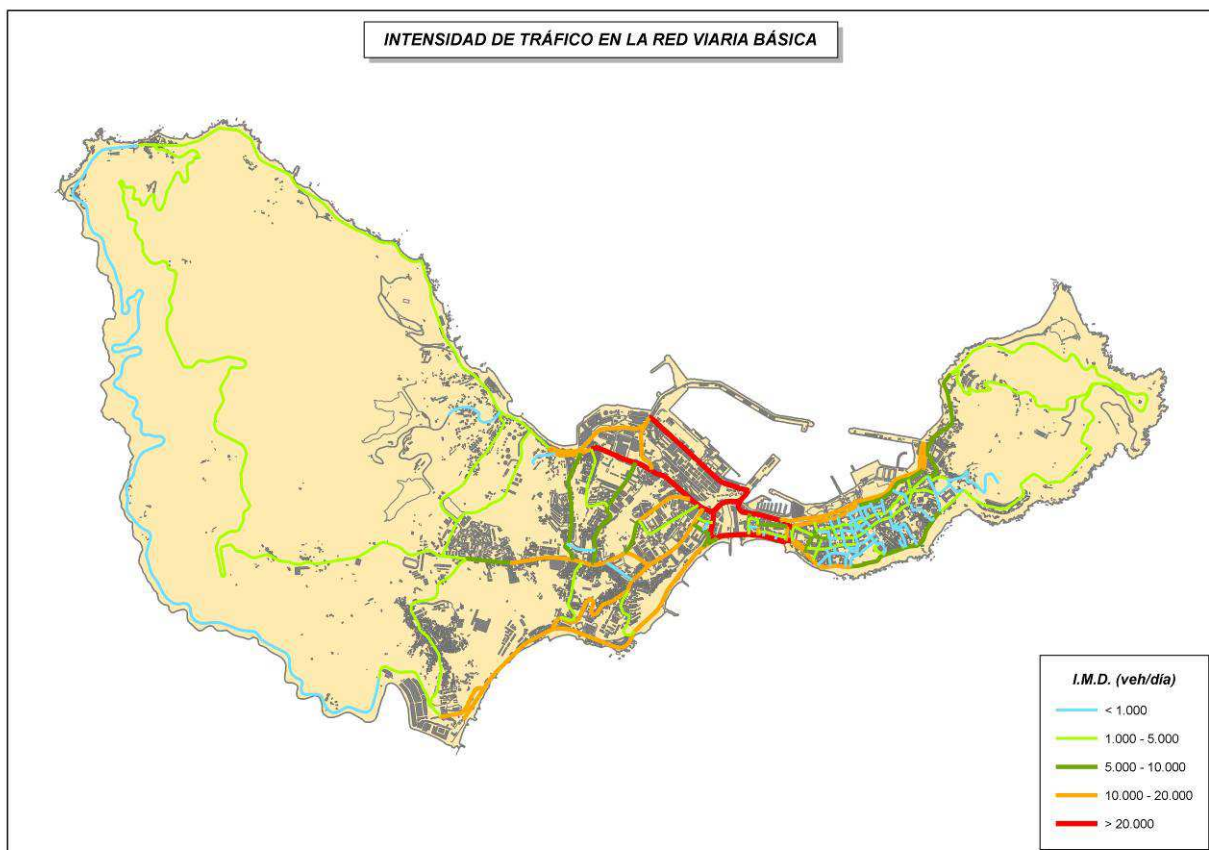 INTENSIDAD DE TRÁFICO EN LA RED VIARIA BÁSICA
I.M.D. (veh/día)
< 1.000
1.000 - 5.000
5.000 - 10.000
10.000 - 20.000
> 20.000